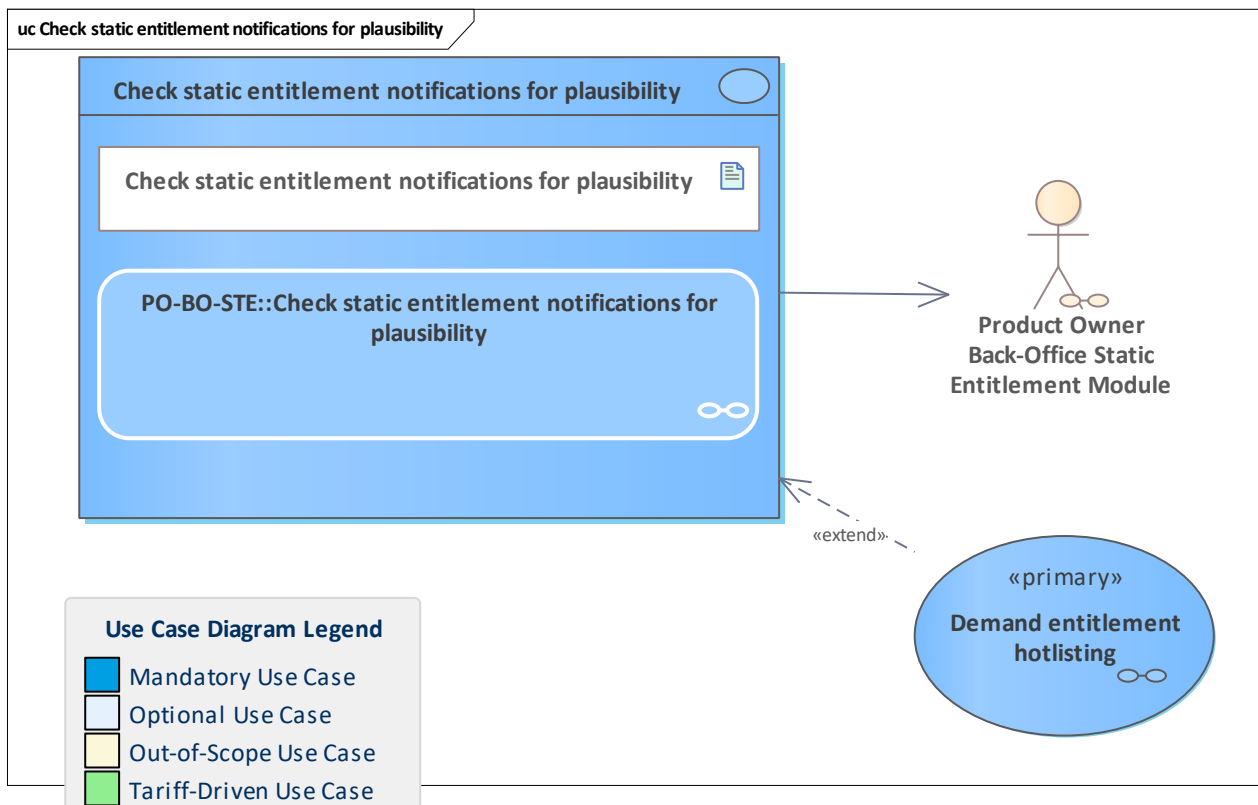 uc Check static entitlement notifications for plausibility
Check static entitlement notifications for plausibility
Check static entitlement notifications for plausibility
PO-BO-STE::Check static entitlement notifications for
plausibility
Product Owner
Back-Office Static
Entitlement Module
«extend»
«primary»
Demand entitlement
hotlisting
Use Case Diagram Legend
Mandatory Use Case
Optional Use Case
Out-of-Scope Use Case
Tariff-Driven Use Case